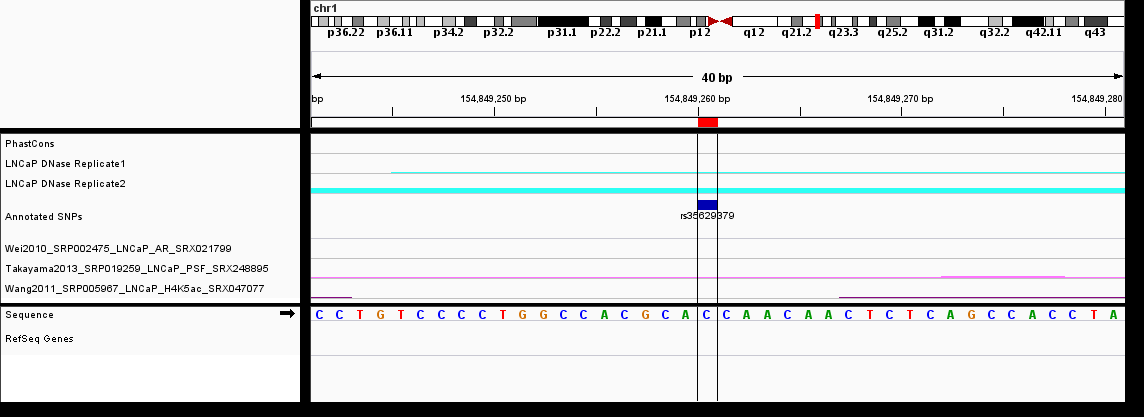 chr1
p36.22 p36.11 p34.2 p32.2 p31.1 p22.2 p21.1 p12 q12 q21.2 q23.3 q25.2 q31.2 q32.2 q42.11 q43
40 bp
bp 154,849,250 bp 154,849,260 bp 154,849,270 bp 154,849,280
PhastCons
LNCaP DNase Replicate1
LNCaP DNase Replicate2
Annotated SNPs rs35629379
Wei2010_SRP002475_LNCaP_AR_SRX021799
Takayama2013_SRP019259_LNCaP_PSF_SRX248895
Wang2011_SRP005967_LNCaP_H4K5ac_SRX047077
Sequence C C T G T C C C C T G G C C A C G C A C C A A C A A C T C T C A G C C A C C T A
RefSeq Genes